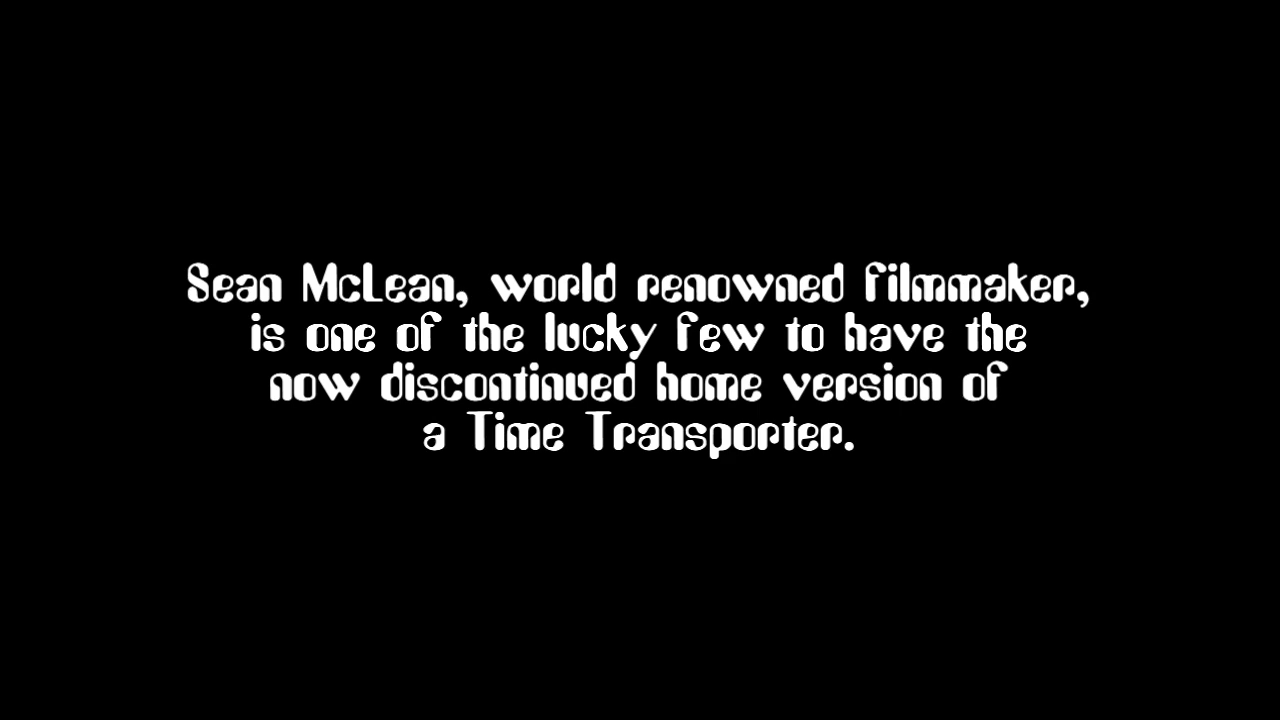 Sean McLean, world renowned filmmaker,
is one of the lucky few to have the
now discontinued home version of
a Time Transporter.